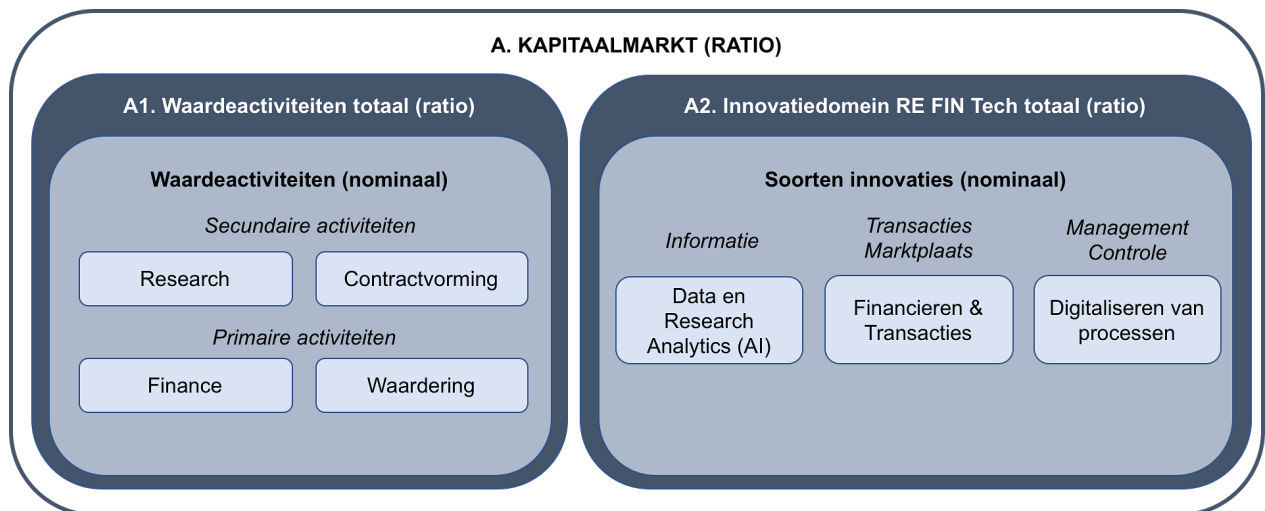 A. KAPITAALMARKT (RATIO)
A1. Waardeactiviteiten totaal (ratio)
Waardeactiviteiten (nominaal)
Secundaire activiteiten
Research
Contractvorming
Primaire activiteiten
Finance
Waardering
A2. Innovatiedomein RE FIN Tech totaal (ratio)
Soorten innovaties (nominaal)
Informatie
Data en
Research
Analytics (AI)
Transacties
Marktplaats
Financieren &
Transacties
Management
Controle
Digitaliseren van
processen